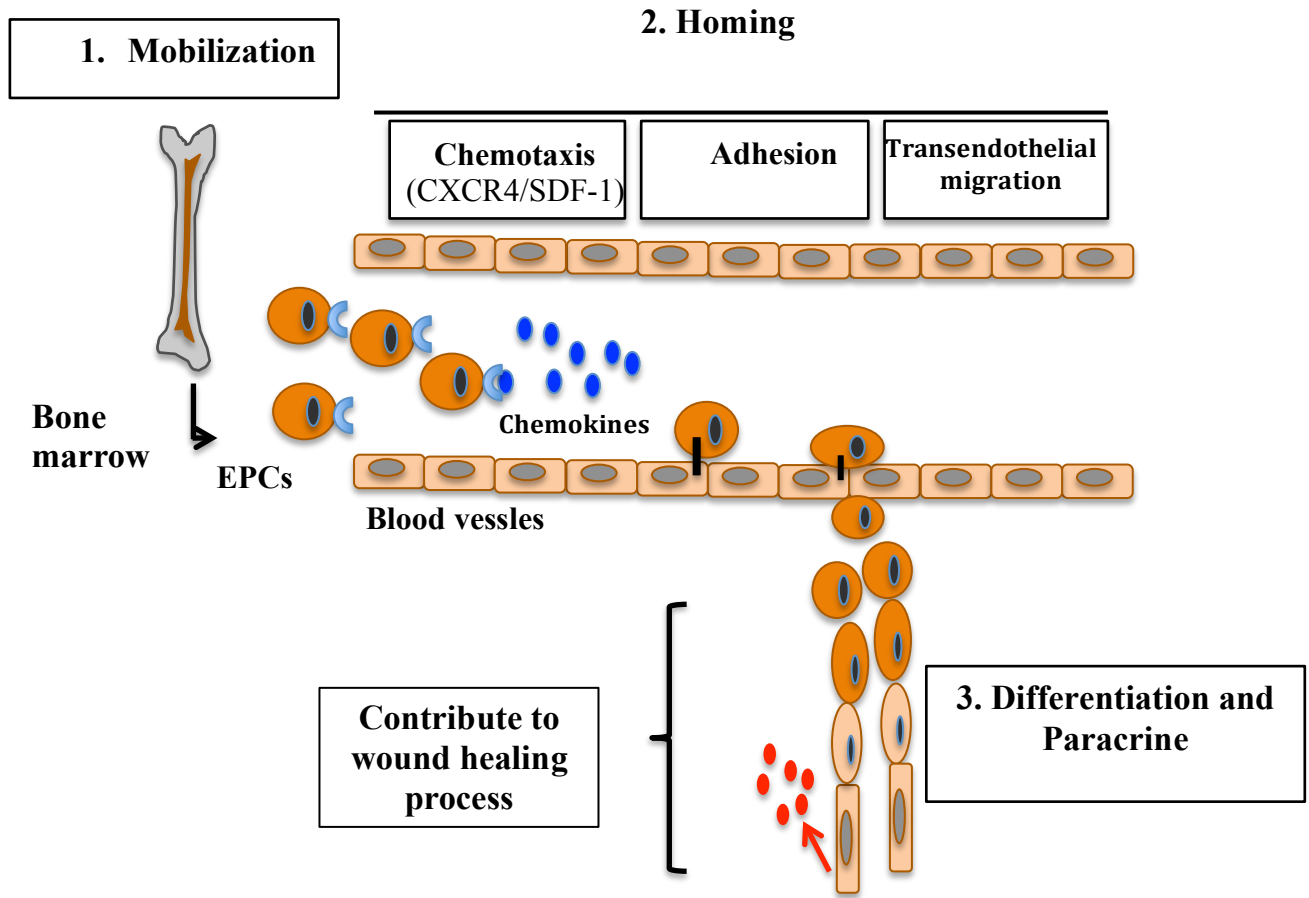 1. Mobilization
2. Homing
Chemotaxis
(CXCR4/SDF-1)
Adhesion
Transendothelial
migration
Bone
marrow
EPCs
Chemokines
Blood vessles
Contribute to
wound healing
process
3. Differentiation and
Paracrine